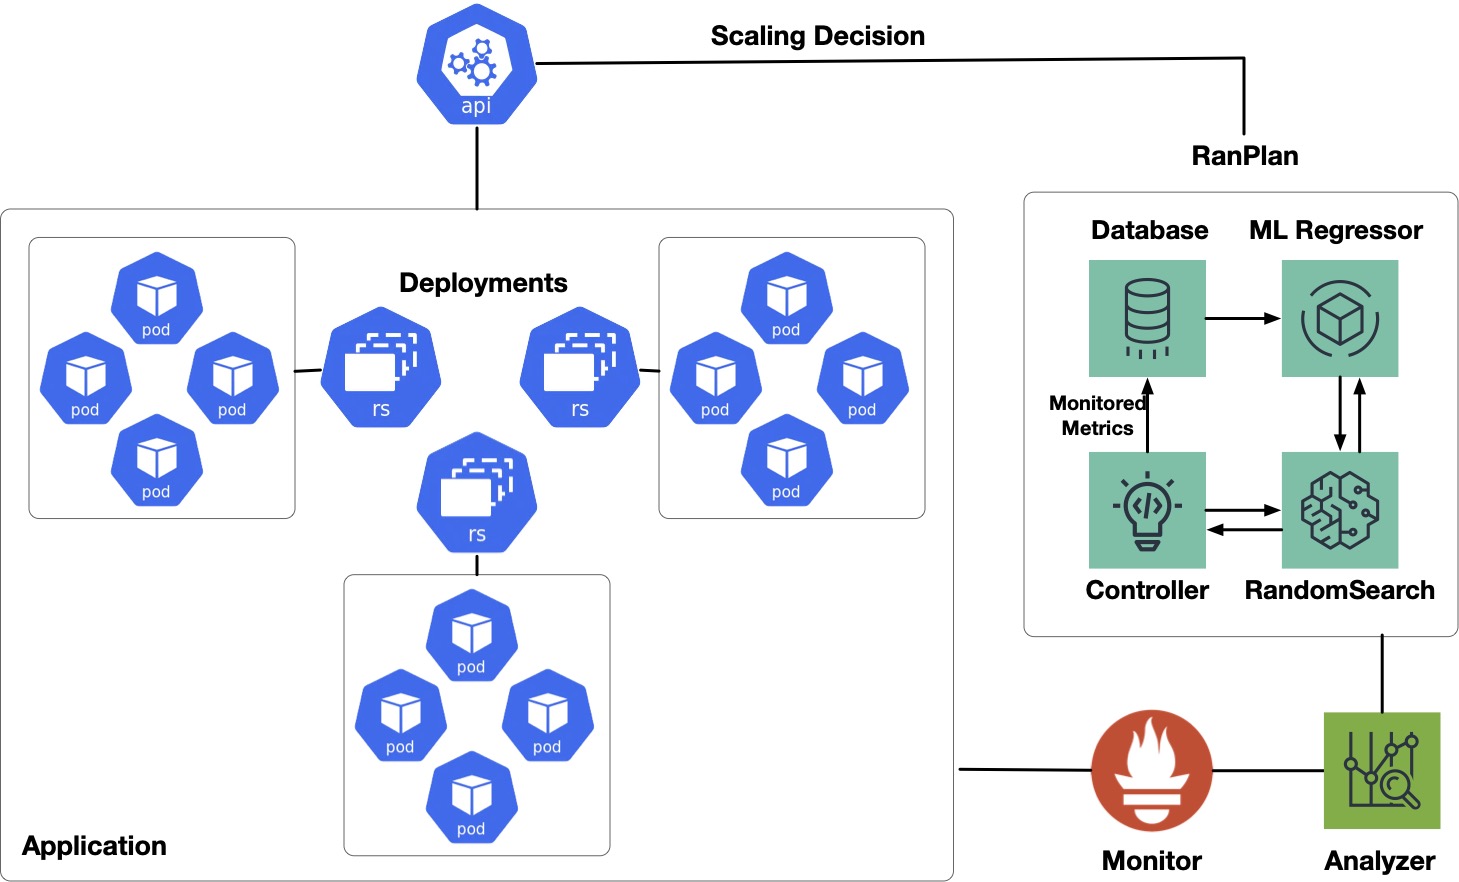 Scaling Decision
api
RanPlan
Database
ML Regressor
Deployments
pod
pod
pod
pod
rs
rs
pod
pod
pod
pod
Monitored
Metrics
rs
Controller
RandomSearch
pod
pod
pod
pod
Application
Monitor
Analyzer